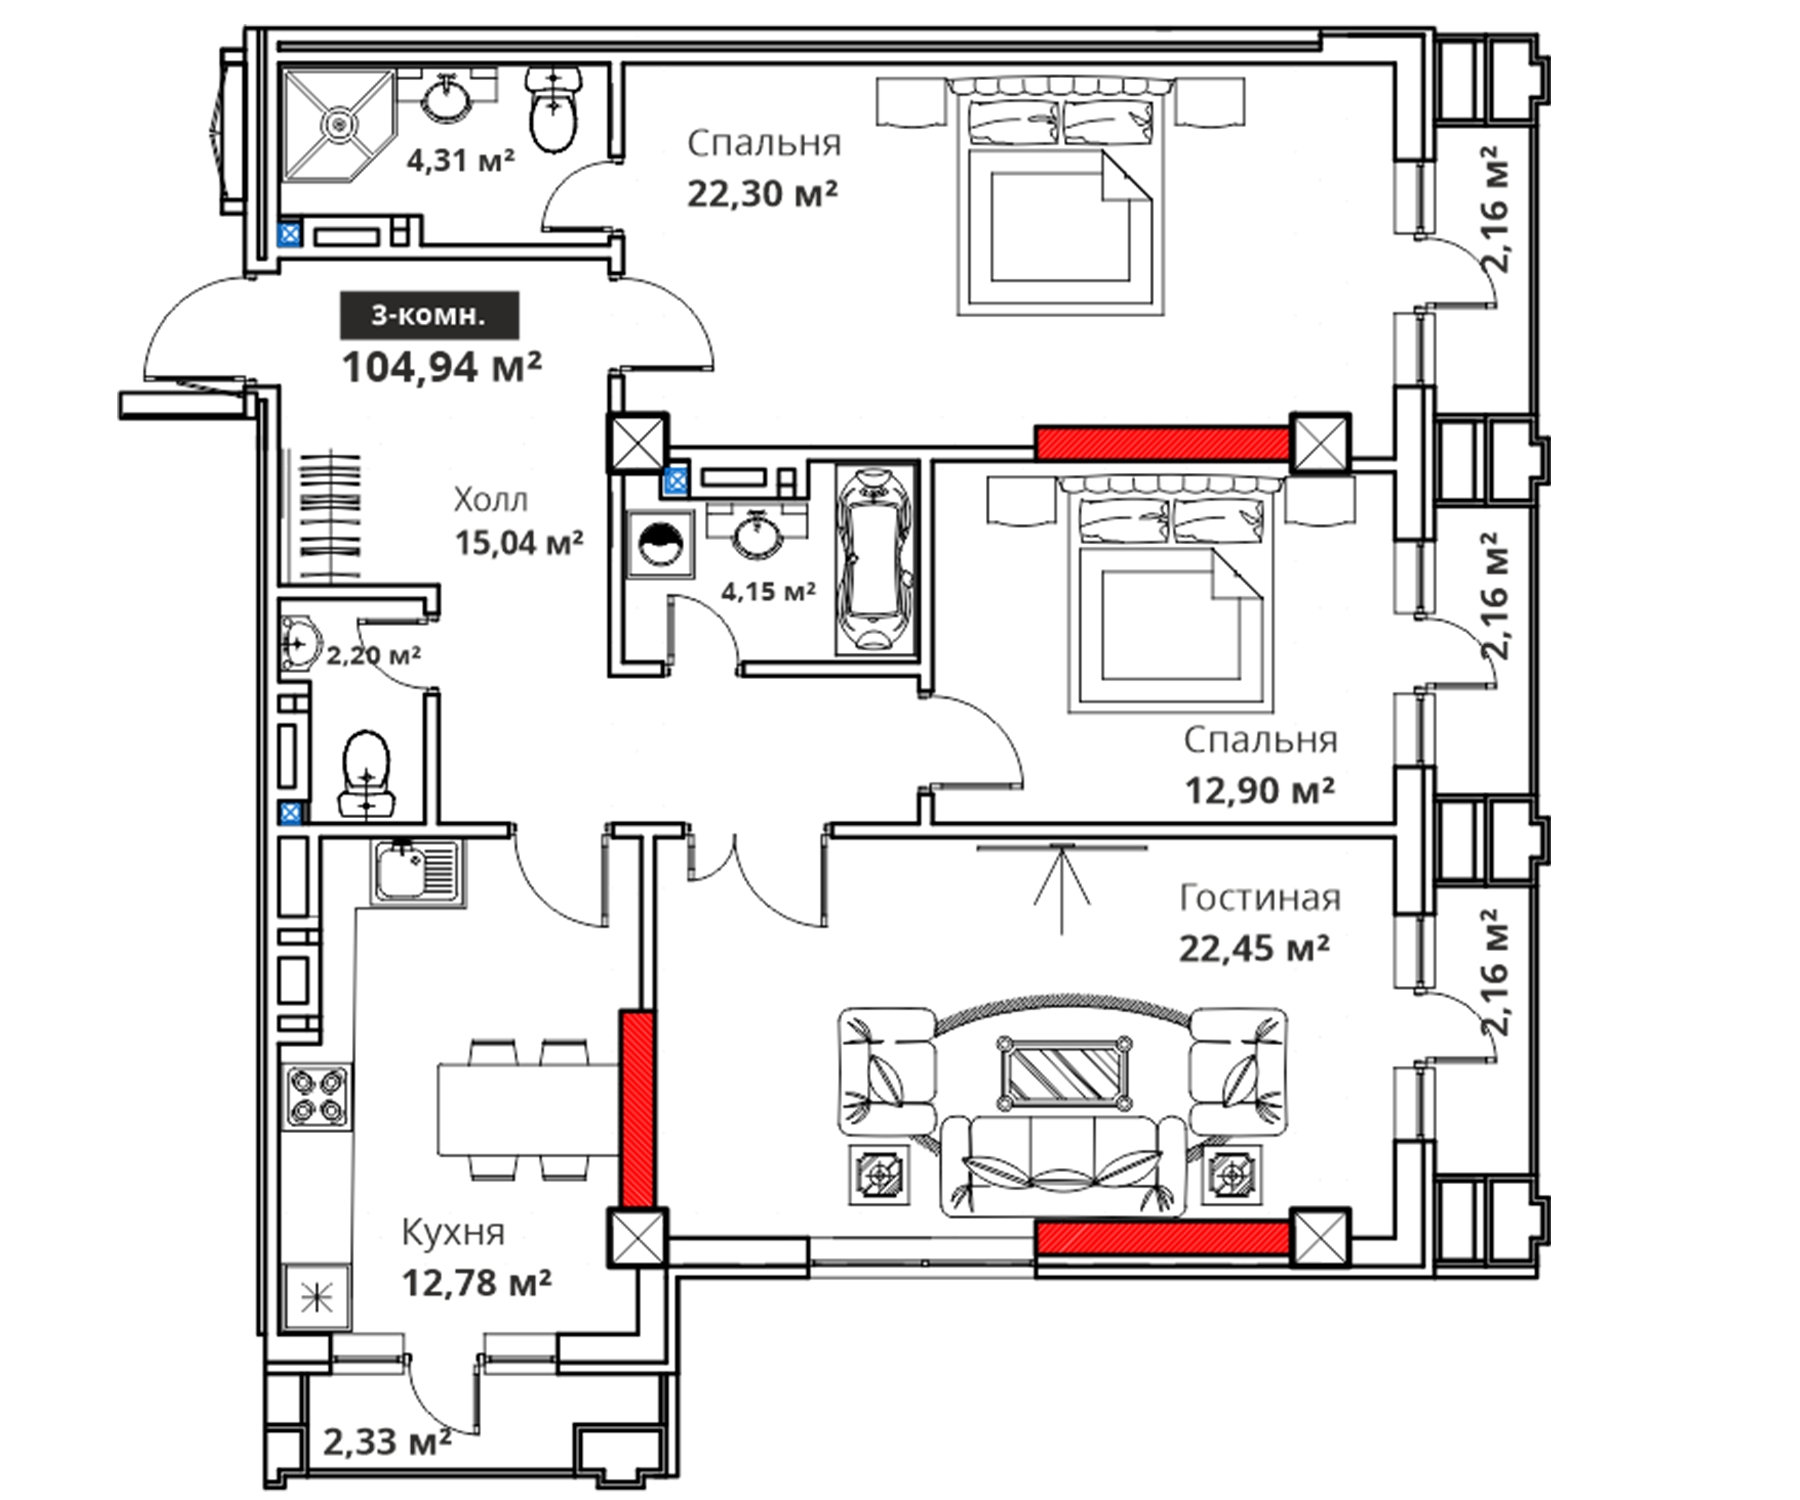 4,31 м²
Спальня
22,30 м²
2,16 м²
3-комн.
104,94 м²
Холл
15,04 м²
4,15 м²
2,16 м²
2,20 м²
Спальня
12,90 м²
Гостиная
22,45 м²
2,16 м²
Кухня
12,78 м²
2,33 м²